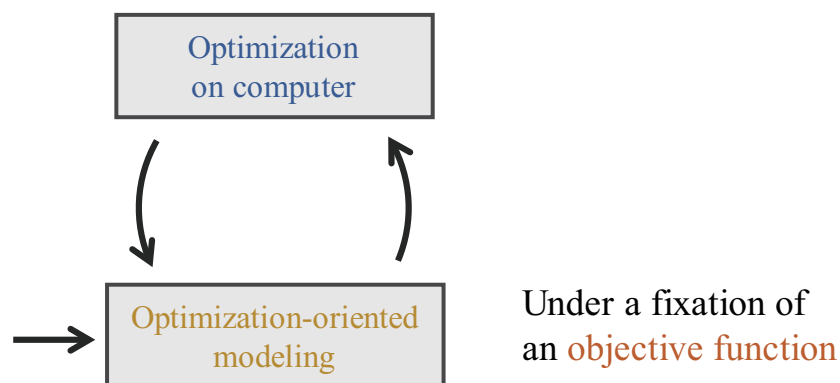 Optimization
on computer
Optimization-oriented
modeling
Under a fixation of
an objective function